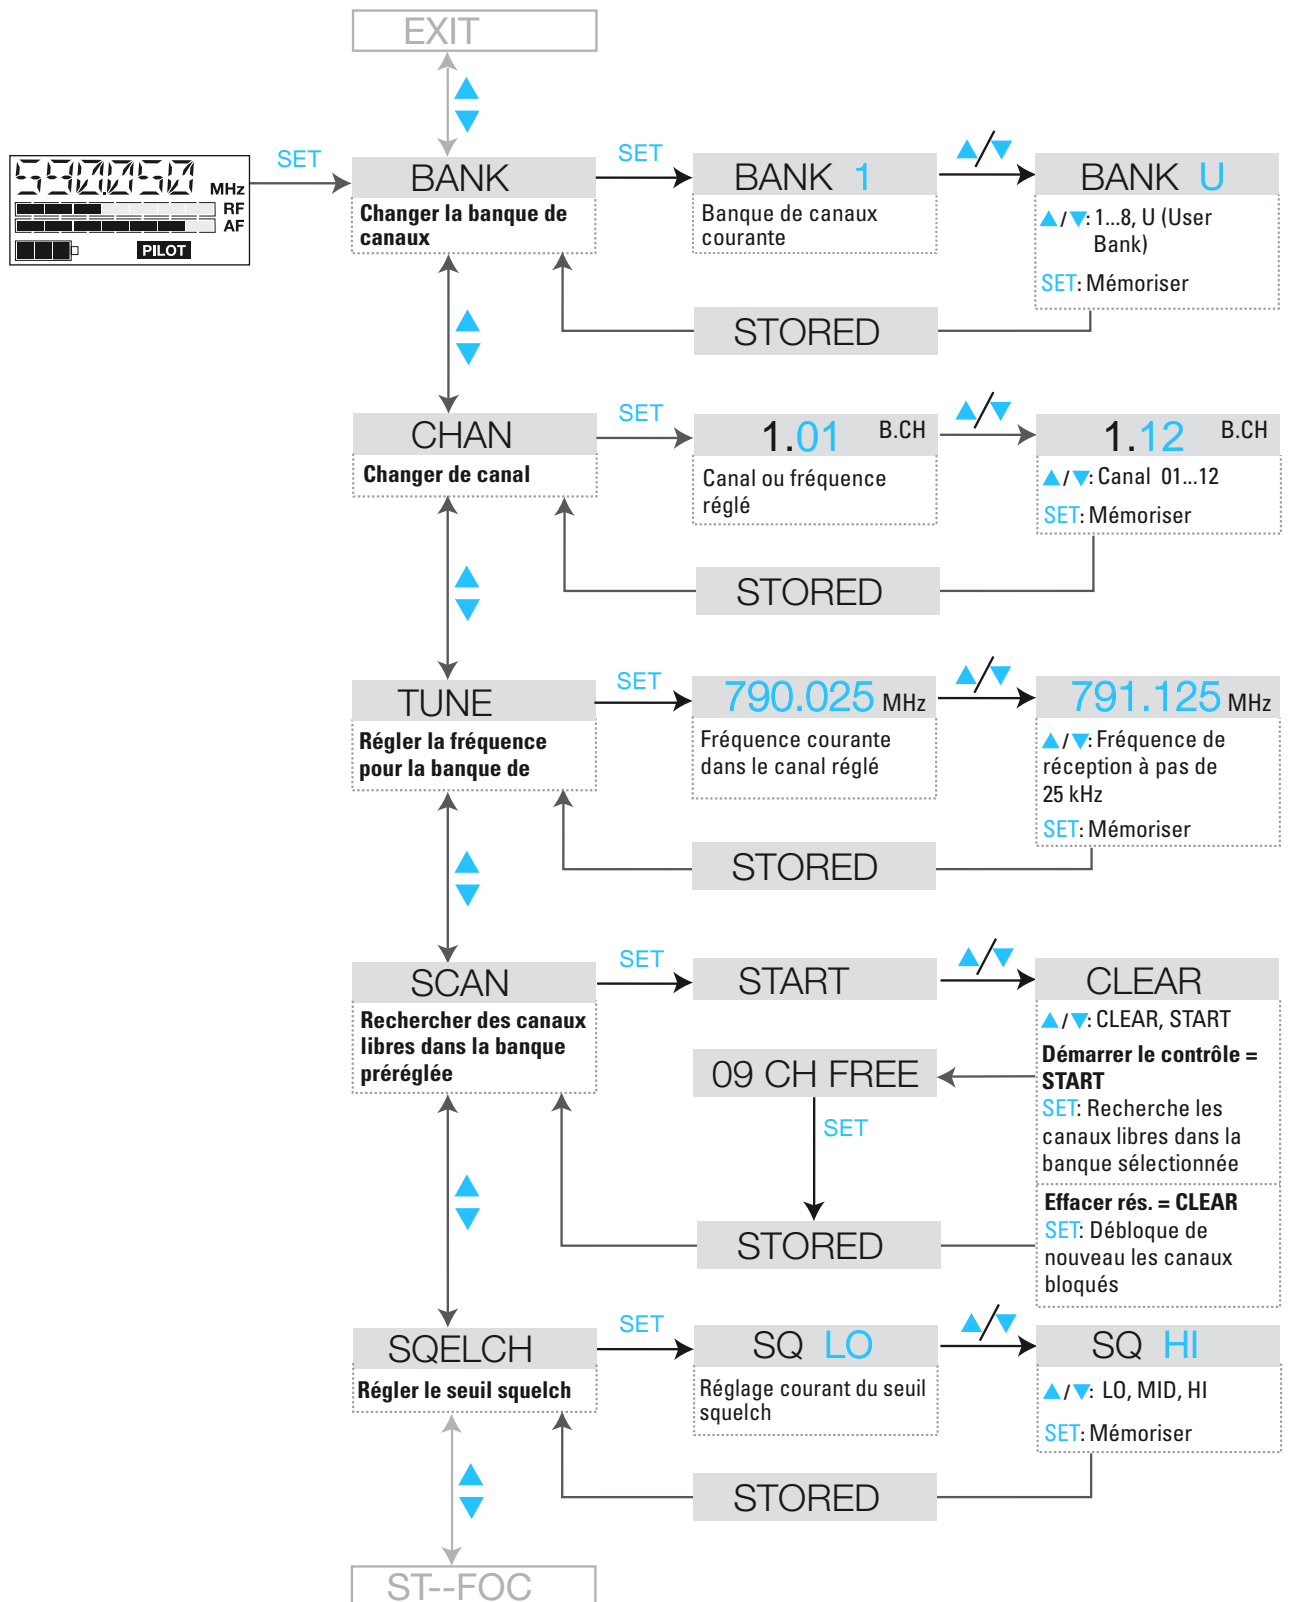 EXIT
590.050 MHz
RF
AF
PILOT
SET
BANK
Changer la banque de
canaux
SET
BANK 1
Banque de canaux
courante
BANK U
▲/▼: 1...8, U (User
Bank)
SET: Mémoriser
STORED
CHAN
Changer de canal
SET
1.01 B.CH
Canal ou fréquence
réglé
1.12 B.CH
▲/▼: Canal 01...12
SET: Mémoriser
STORED
TUNE
Régler la fréquence
pour la banque de
SET
790.025 MHz
Fréquence courante
dans le canal réglé
791.125 MHz
▲/▼: Fréquence de
réception à pas de
25 kHz
SET: Mémoriser
STORED
SCAN
Rechercher des canaux
libres dans la banque
préréglée
SET
START
CLEAR
▲/▼: CLEAR, START
Démarrer le contrôle =
START
SET: Recherche les
canaux libres dans la
banque sélectionnée
09 CH FREE
SET
Effacer rés. = CLEAR
SET: Débloque de
nouveau les canaux
bloqués
STORED
SQELCH
Régler le seuil squelch
SET
SQ LO
Réglage courant du seuil
squelch
SQ HI
▲/▼: LO, MID, HI
SET: Mémoriser
STORED
ST--FOC